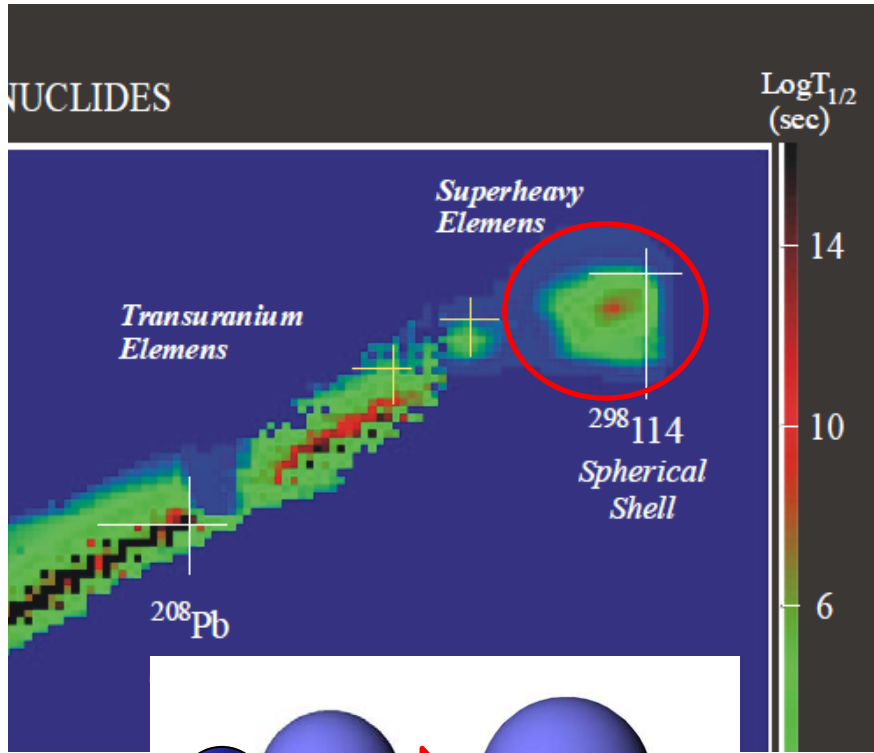 NUCLIDES
LogT1/2
(sec)
Superheavy
Elemens
14
Transuranium
Elemens
298114
10
Spherical
Shell
6
208Pb